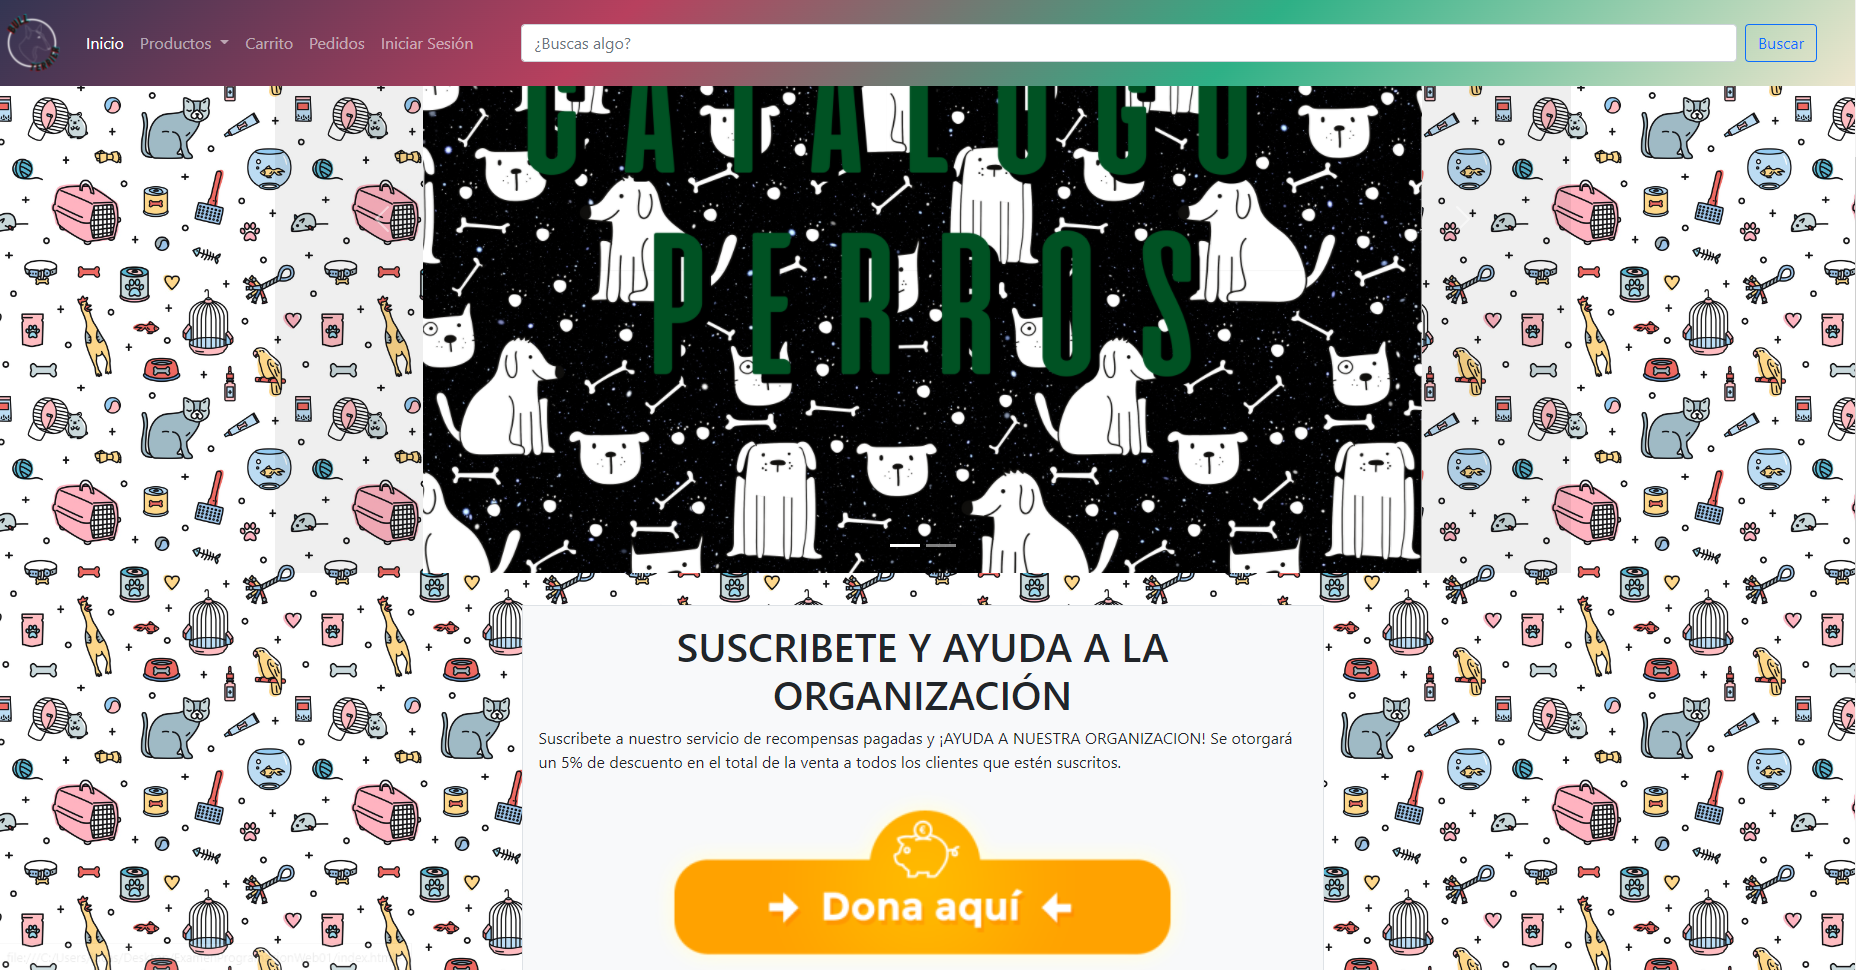 Inicio Productos Carrito Pedidos Iniciar Sesión ¿Buscas algo? Buscar
CATALOGO
PERROS
SUSCRIBETE Y AYUDA A LA
ORGANIZACIÓN
Suscribete a nuestro servicio de recompensas pagadas y ¡AYUDA A NUESTRA ORGANIZACION! Se otorgará
un 5% de descuento en el total de la venta a todos los clientes que estén suscritos.
Dona aquí